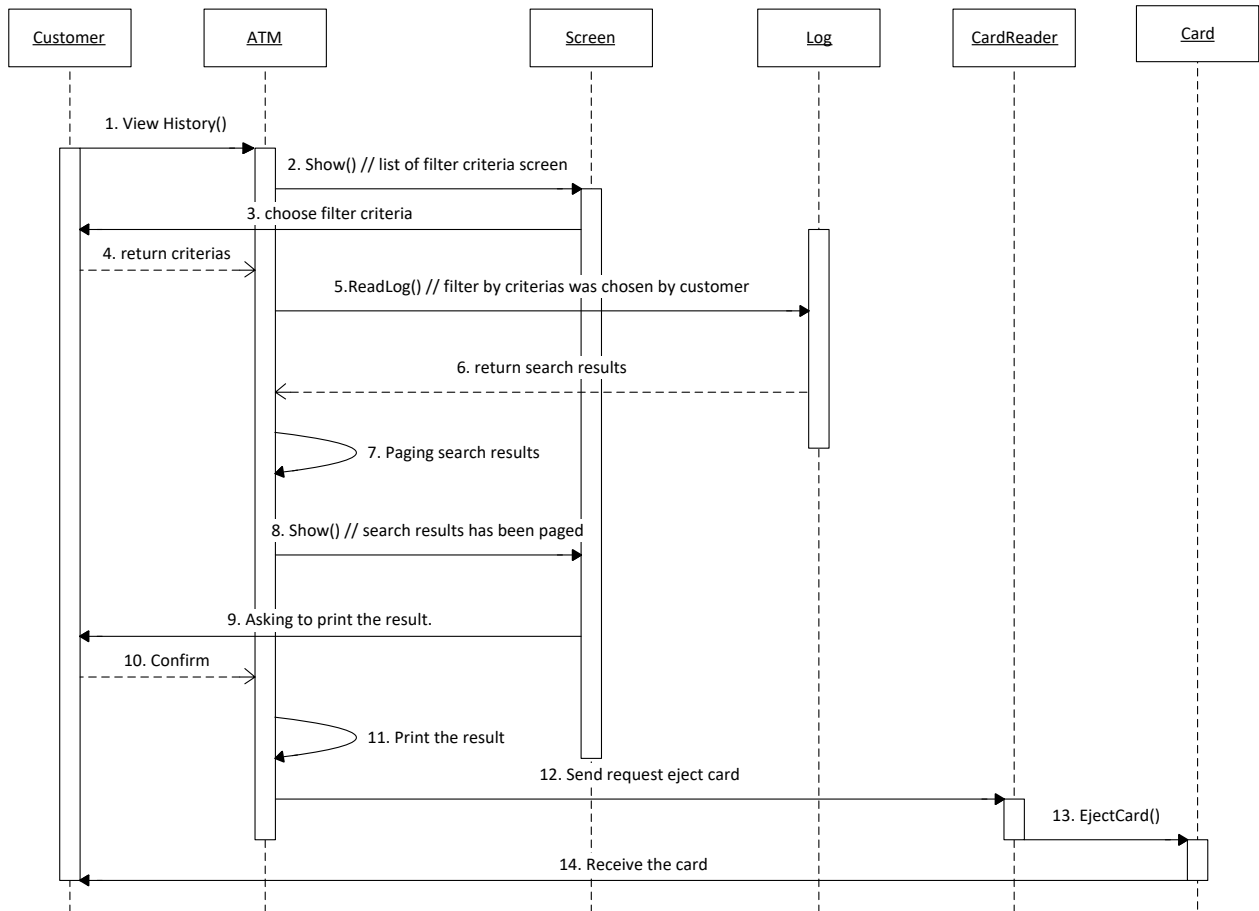 Customer
ATM
Screen
Log
CardReader
Card
1. View History()
2. Show() // list of filter criteria screen
3. choose filter criteria
4. return criterias
5.ReadLog() // filter by criterias was chosen by customer
6. return search results
7. Paging search results
8. Show() // search results has been paged
9. Asking to print the result.
10. Confirm
11. Print the result
12. Send request eject card
13. EjectCard()
14. Receive the card